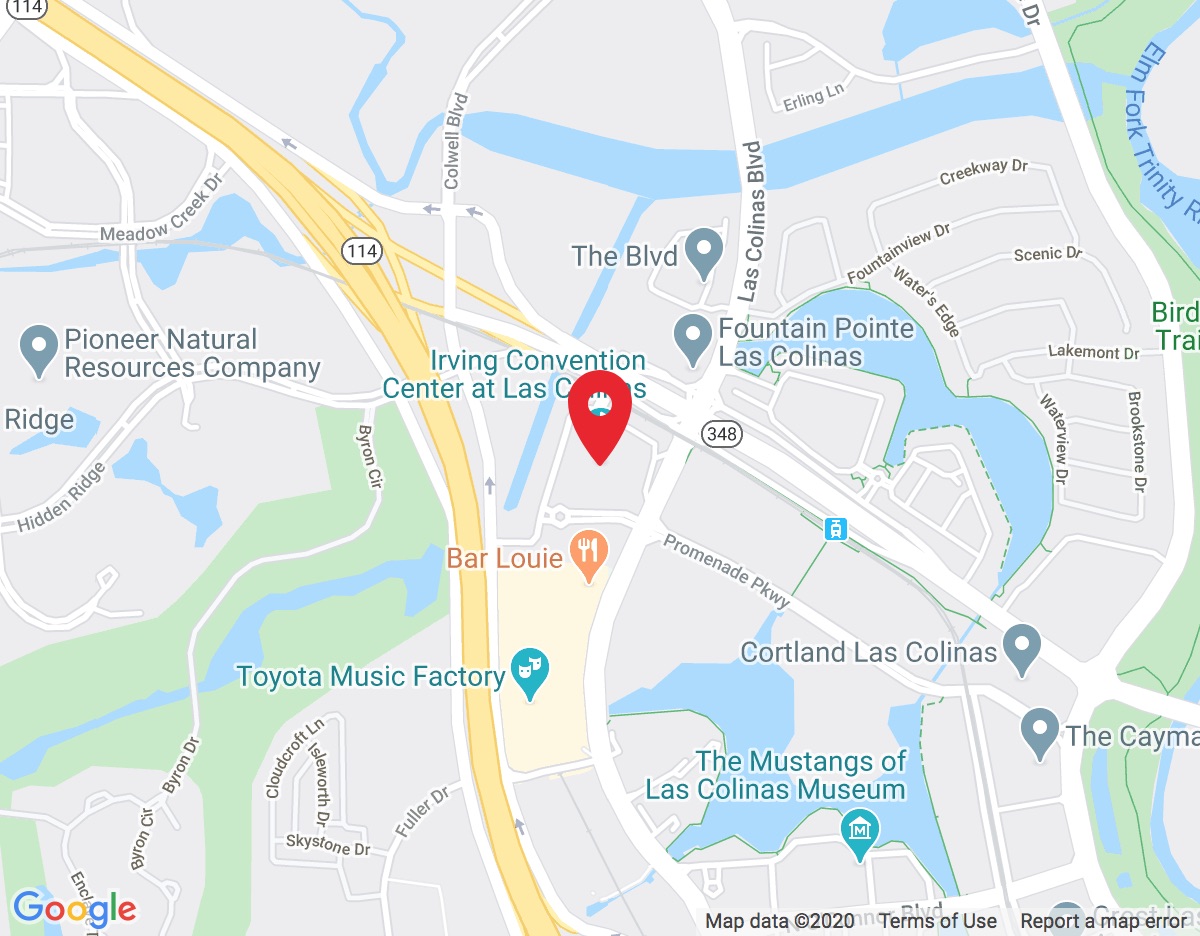 114
Dr
Elm Fork Trinity
Erling Ln
Colwell Blvd
Las Colinas Blvd
Creekway Dr
Meadow Creek Dr
114
The Blvd
Fountainview Dr
Scenic Dr
Water's Edge
Bird
Trai
Pioneer Natural
Resources Company
Fountain Pointe
Las Colinas
Lakemont Dr
Irving Convention
Center at Las Colinas
Ridge
348
Byron Cir
Waterview Dr
Brookstone Dr
Hidden Ridge
Bar Louie
Promenade Pkwy
Cortland Las Colinas
Toyota Music Factory
The Cayma
Cloudcroft Ln
Isleworth Dr
Byron Dr
The Mustangs of
Las Colinas Museum
M
Fuller Dr
Byron Cir
Skystone Dr
Google
Map data ©2020 Terms of Use Report a map error